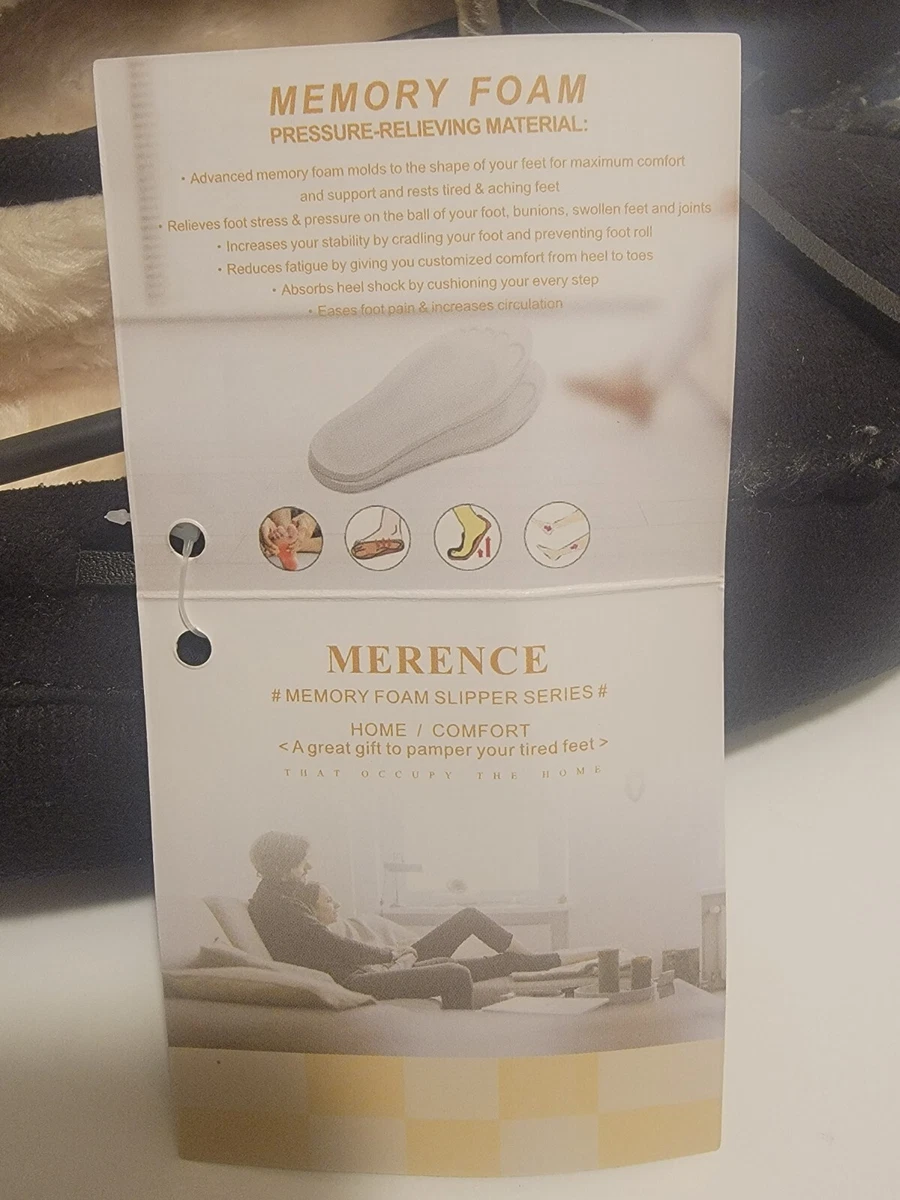 MEMORY FOAM
PRESSURE-RELIEVING MATERIAL:
• Advanced memory foam molds to the shape of your feet for maximum comfort
and support and rests tired & aching feet
• Relieves foot stress & pressure on the ball of your foot, bunions, swollen feet and joints
• Increases your stability by cradling your foot and preventing foot roll
• Reduces fatigue by giving you customized comfort from heel to toes
• Absorbs heel shock by cushioning your every step
• Eases foot pain & increases circulation
MERENCE
# MEMORY FOAM SLIPPER SERIES #
HOME / COMFORT
< A great gift to pamper your tired feet >
THAT OCCUPY THE HOME